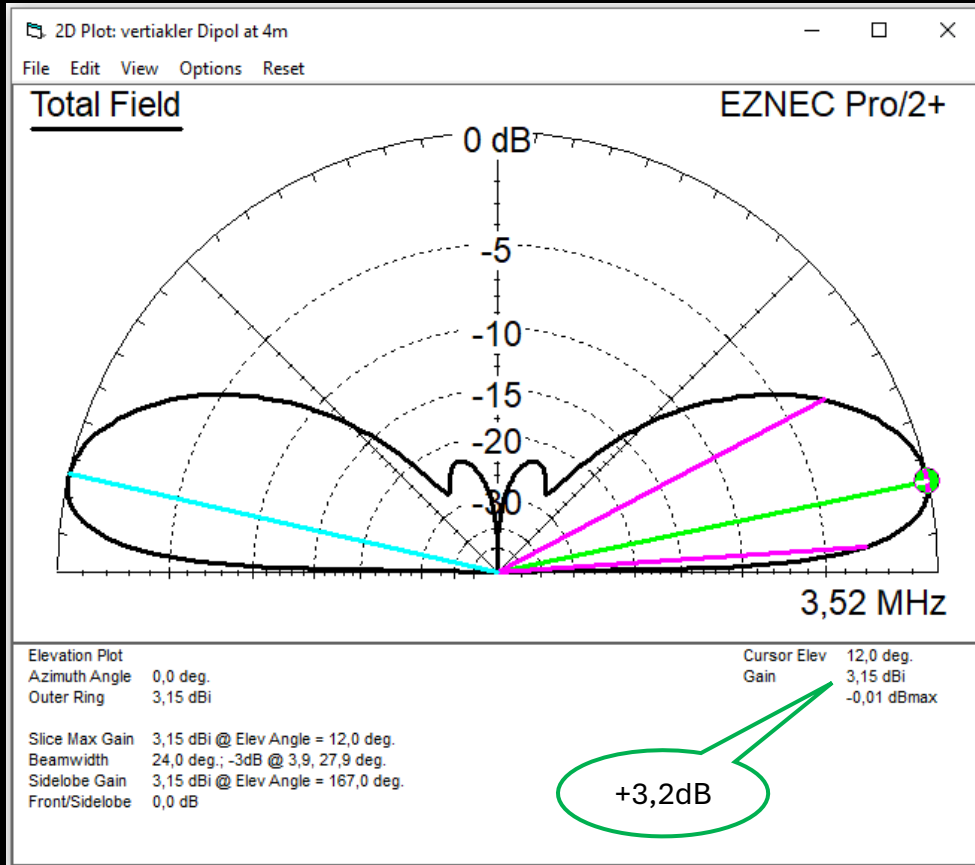 2D Plot: vertiakler Dipol at 4m
File Edit View Options Reset
Total Field
EZNEC Pro/2+
0 dB
-5
-10
-15
-20
-30
3,52 MHz
Elevation Plot
Azimuth Angle 0,0 deg.
Outer Ring 3,15 dBi
Slice Max Gain 3,15 dBi @ Elev Angle = 12,0 deg.
Beamwidth 24,0 deg.; -3dB @ 3,9, 27,9 deg.
Sidelobe Gain 3,15 dBi @ Elev Angle = 167,0 deg.
Front/Sidelobe 0,0 dB
Cursor Elev 12,0 deg.
Gain 3,15 dBi
-0,01 dBmax
+3,2dB